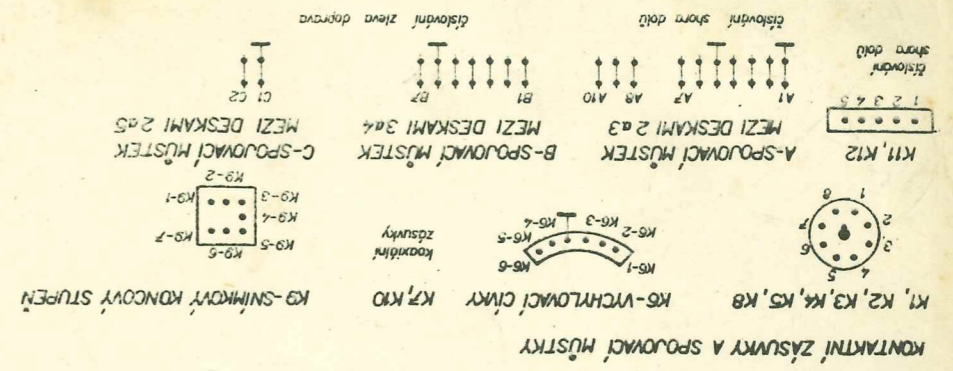 KONTAKTNÍ ZÁSUVKY A SPOJOVACÍ MŮSTKY
K1, K2, K3, K4, K5, K8
4 5
3 6
2 7
1 8
K6-VYCHYLOVACÍ CÍVKY
K6-1 K6-6
K6-2 K6-5
K6-3 K6-4
K7, K10
koaxiální
zásuvky
K9-SNÍMKOVÝ KONCOVÝ STUPEŇ
K9-6
K9-5 K9-7
K9-4
K9-3 K9-1
K9-2
K11, K12
1 2 3 4 5
číslování
shora dolů
A-SPOJOVACÍ MŮSTEK
MEZI DESKAMI 2 a 3
A1 A7 A8 A10
číslování shora dolů
B-SPOJOVACÍ MŮSTEK
MEZI DESKAMI 3 a 4
B1 B7
C-SPOJOVACÍ MŮSTEK
MEZI DESKAMI 2 a 5
C1 C2
číslování zleva doprava